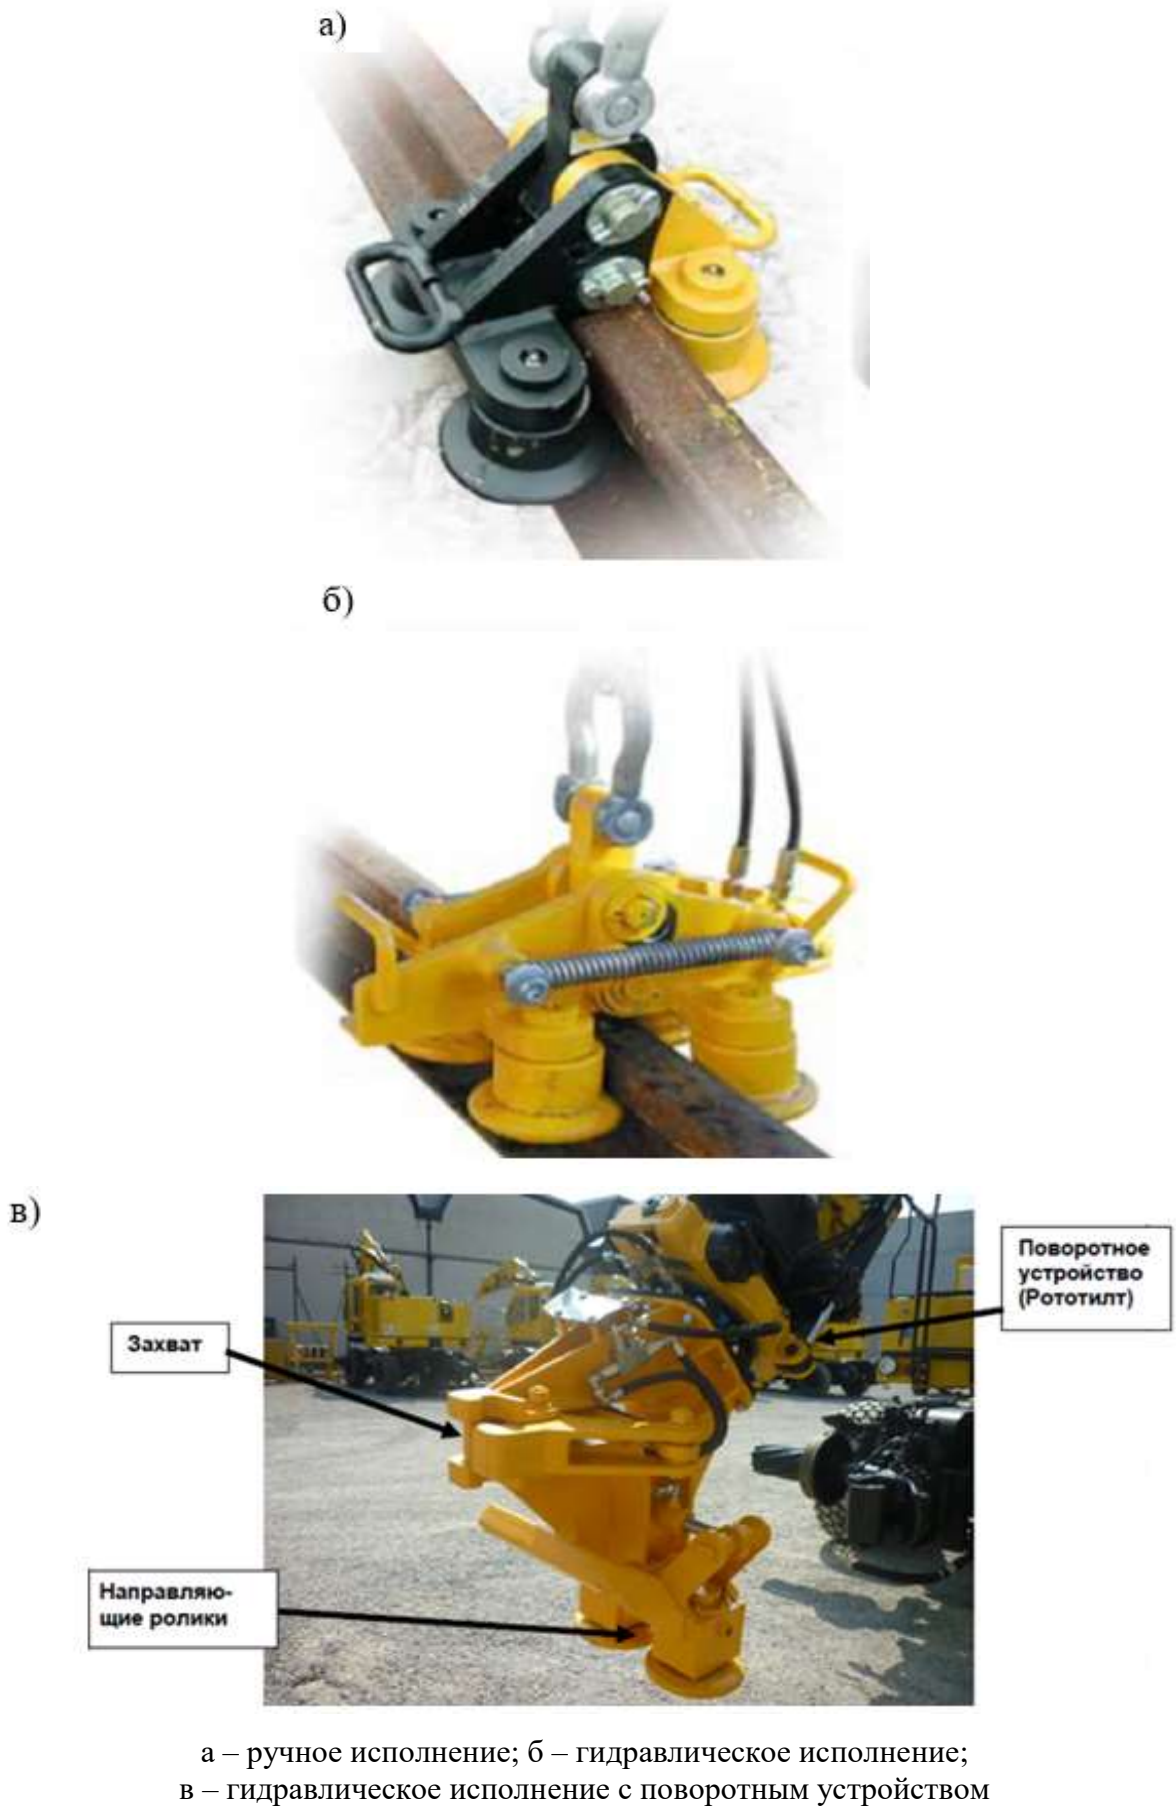 а)
б)
в)
Поворотное
устройство
(Рототилт)
Захват
Направляю-
щие ролики
а – ручное исполнение; б – гидравлическое исполнение;
в – гидравлическое исполнение с поворотным устройством